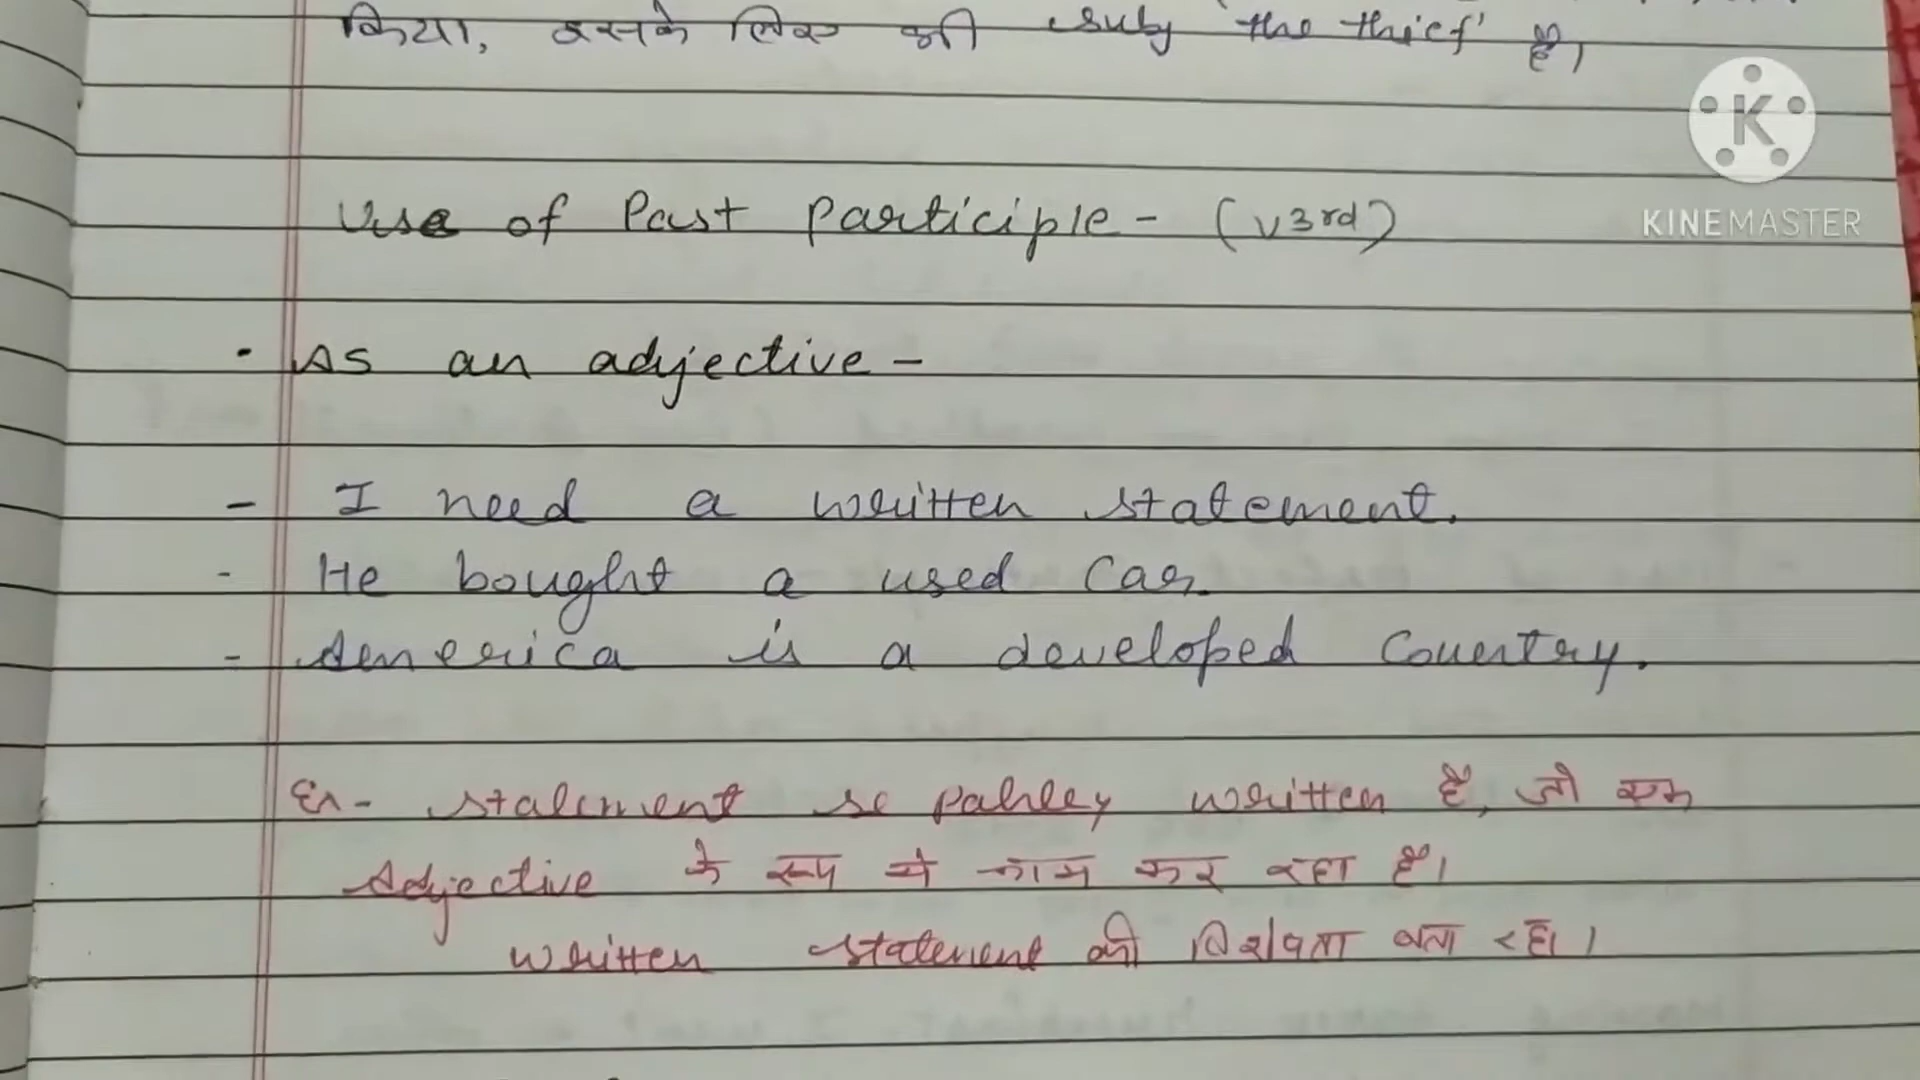 किया, इसके लिए भी subj 'the thief' है,
K
KINEMASTER
Use of Past Participle - (v3rd)
· As an adjective -
- I need a written statement.
- He bought a used car.
- America is a developed country.
Ex - statement se pahley written है, जो एक
Adjective के रूप मे काम कर रहा है।
written statement की विशेषता बता रहा।